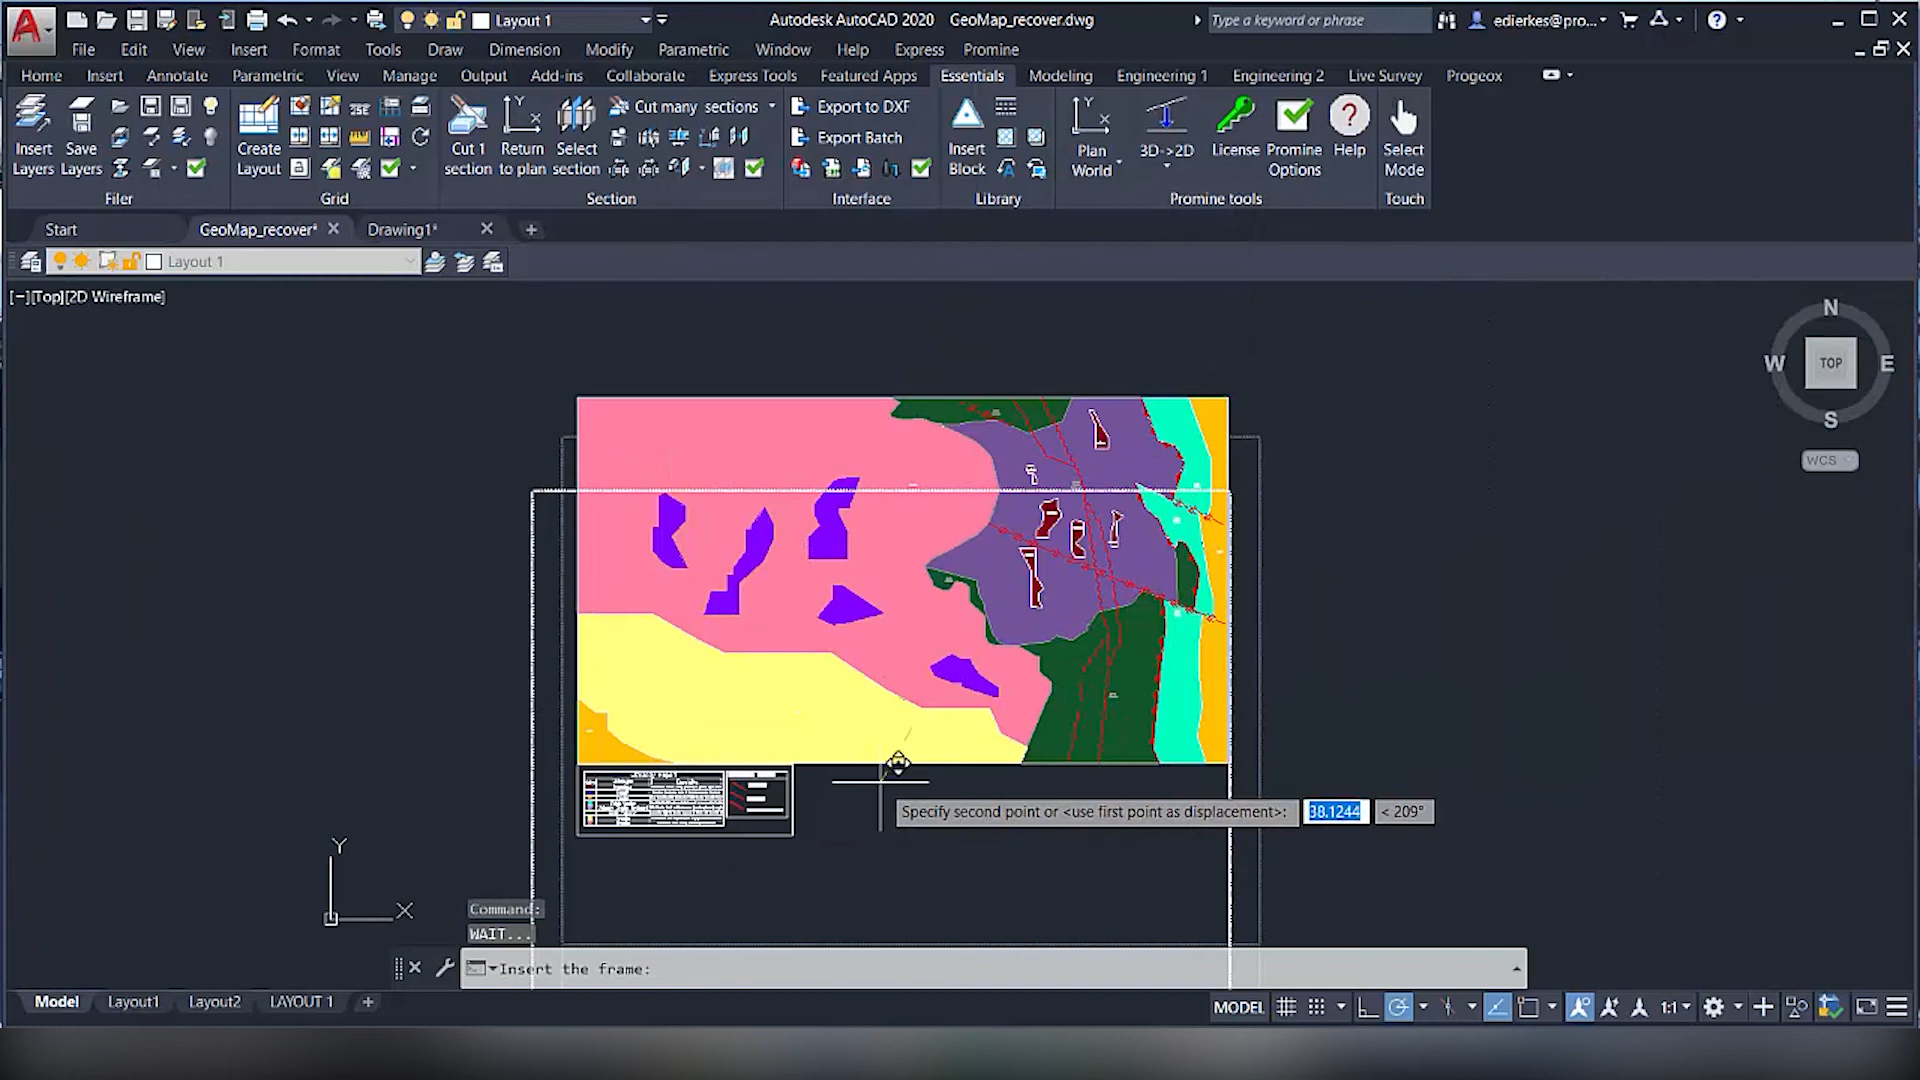 Layout 1
Autodesk AutoCAD 2020 GeoMap_recover.dwg
Type a keyword or phrase
edierkes@pro...
File Edit View Insert Format Tools Draw Dimension Modify Parametric Window Help Express Promine
Home Insert Annotate Parametric View Manage Output Add-ins Collaborate Express Tools Featured Apps Essentials Modeling Engineering 1 Engineering 2 Live Survey Progeox
Insert Layers
Save Layers
Filer
Create Layout
Grid
Cut 1 section
Return to plan
Select section
Cut many sections
Section
Export to DXF
Export Batch
Interface
Insert Block
Library
Plan World
3D->2D
License
Promine Options
Help
Promine tools
Select Mode
Touch
Start
GeoMap_recover*
Drawing1*
Layout 1
[−][Top][2D Wireframe]
N
W TOP E
S
WCS
Specify second point or <use first point as displacement>: 38.1244 < 209°
Y
X
Command:
WAIT...
Insert the frame:
Model Layout1 Layout2 LAYOUT 1 +
MODEL
1:1